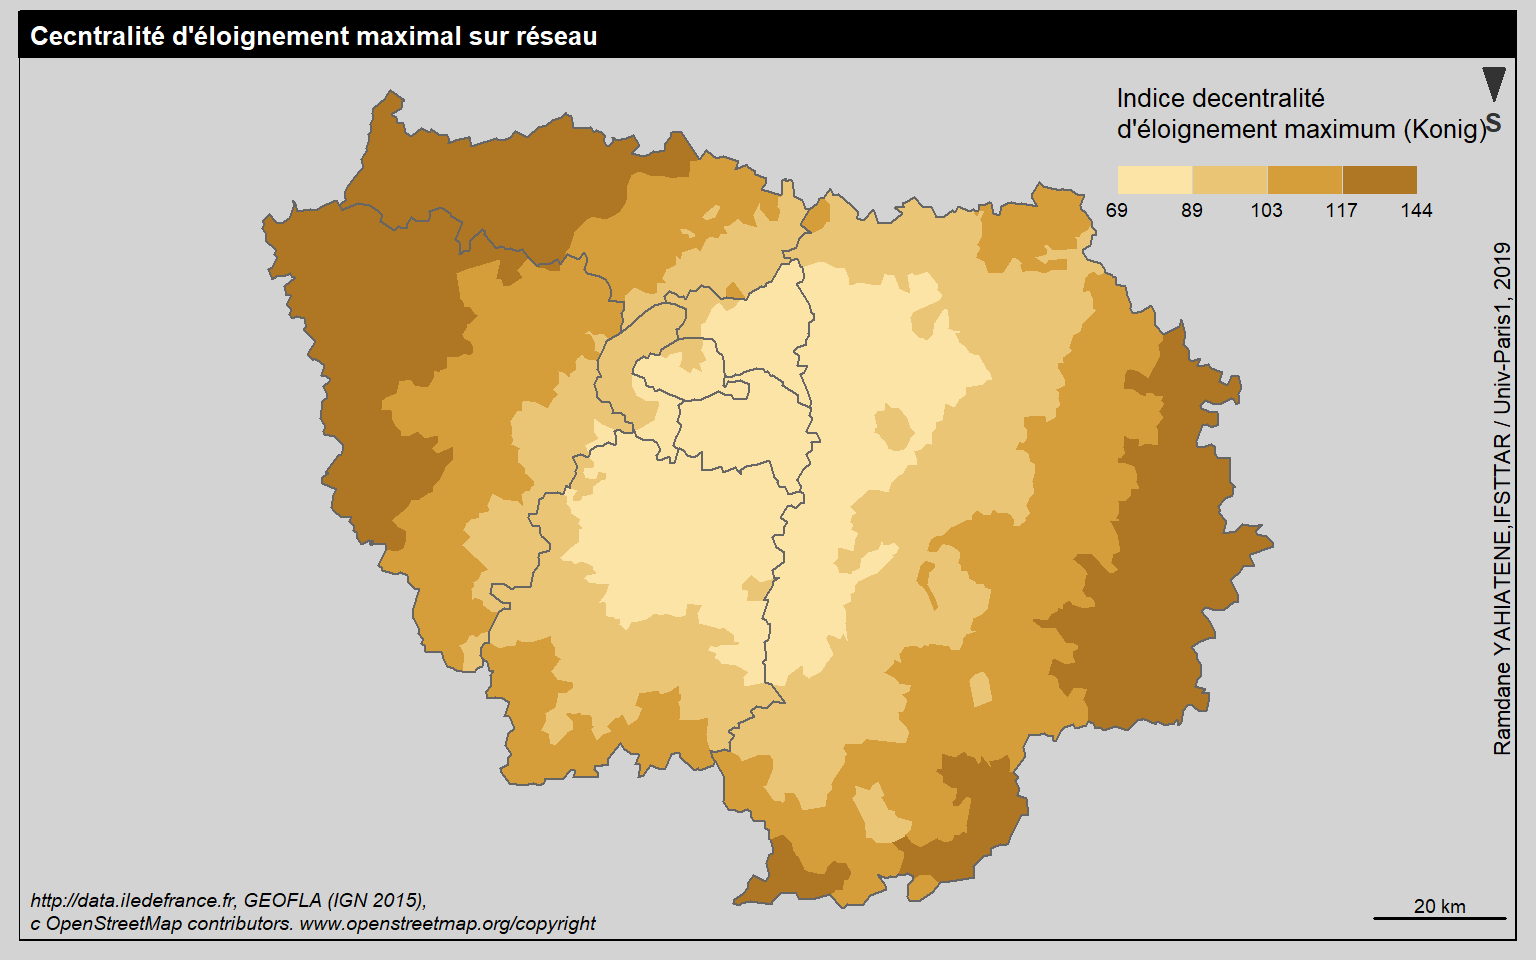 Cecntralité d'éloignement maximal sur réseau
Indice decentralité
d'éloignement maximum (Konig)
S
69 89 103 117 144
Ramdane YAHIATENE,IFSTTAR / Univ-Paris1, 2019
http://data.iledefrance.fr, GEOFLA (IGN 2015),
c OpenStreetMap contributors. www.openstreetmap.org/copyright
20 km